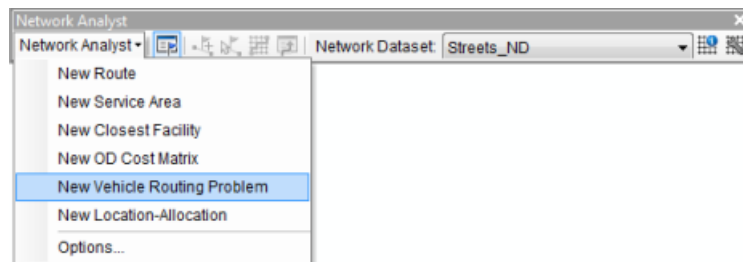 Network Analyst
Network Analyst Network Dataset: Streets_ND
New Route
New Service Area
New Closest Facility
New OD Cost Matrix
New Vehicle Routing Problem
New Location-Allocation
Options...